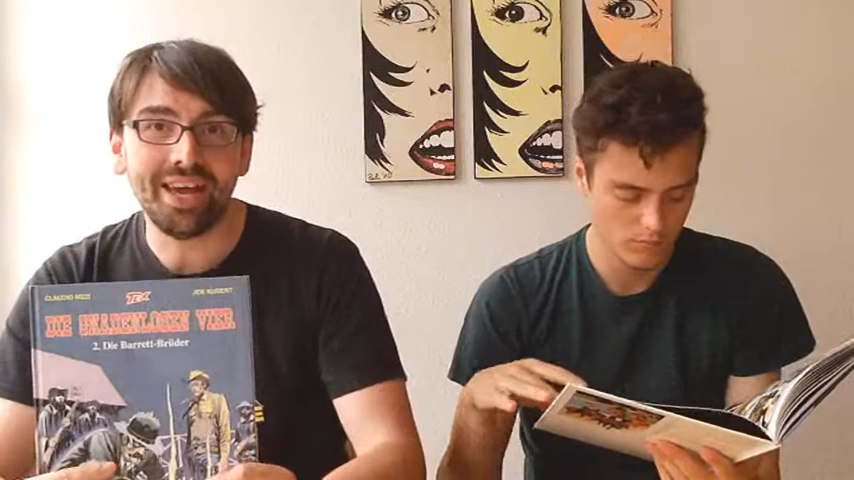 CLAUDIO NIZZI TEX JOE KUBERT
DIE GNADENLOSEN VIER
2. Die Barrett-Brüder